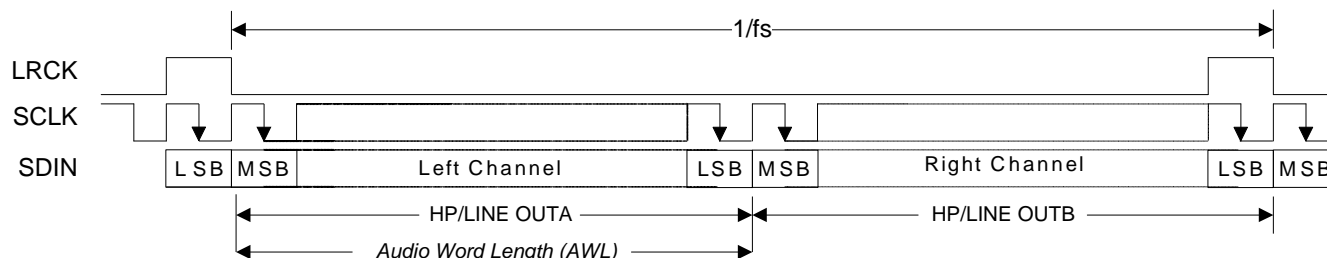 1/fs
LRCK
SCLK
SDIN
LSB MSB Left Channel LSB MSB Right Channel LSB MSB
HP/LINE OUTA HP/LINE OUTB
Audio Word Length (AWL)